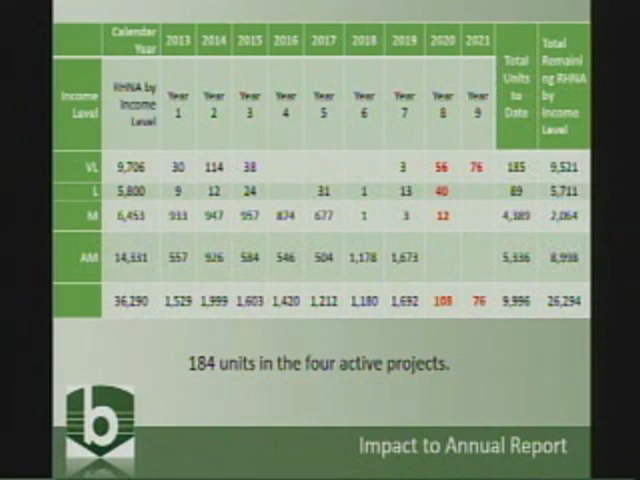 Calendar Year 2013 2014 2015 2016 2017 2018 2019 2020 2021 Total Units to Date Total Remaini ng RHNA by Income Level
Income Level RHNA by Income Level Year 1 Year 2 Year 3 Year 4 Year 5 Year 6 Year 7 Year 8 Year 9
VL 9,706 30 114 38 3 56 76 185 9,521
L 5,800 9 12 24 31 1 13 40 89 5,711
M 6,453 933 947 957 874 677 1 3 12 4,389 2,064
AM 14,331 557 926 584 546 504 1,178 1,673 5,336 8,998
36,290 1,529 1,999 1,603 1,420 1,212 1,180 1,692 108 76 9,996 26,294
184 units in the four active projects.
b
Impact to Annual Report